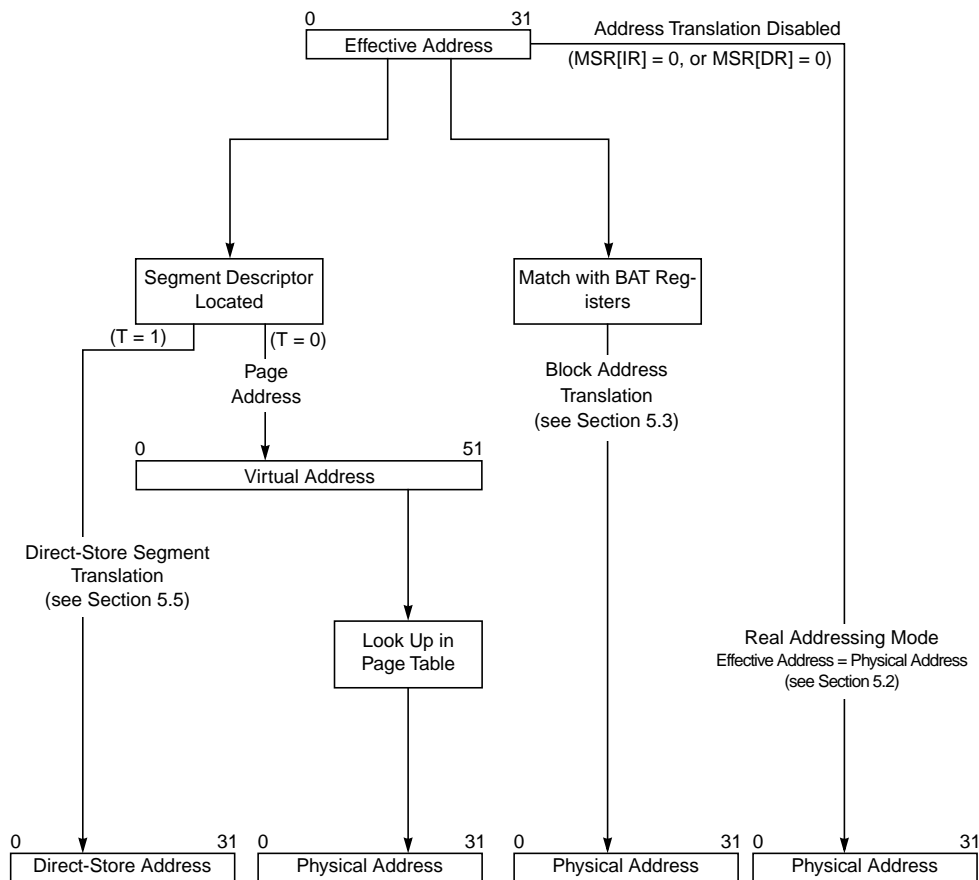 0 31
Effective Address
Address Translation Disabled
(MSR[IR] = 0, or MSR[DR] = 0)
Segment Descriptor
Located
Match with BAT Reg-
isters
(T = 1)
(T = 0)
Page
Address
Block Address
Translation
(see Section 5.3)
0 51
Virtual Address
Direct-Store Segment
Translation
(see Section 5.5)
Look Up in
Page Table
Real Addressing Mode
Effective Address = Physical Address
(see Section 5.2)
0 31
Direct-Store Address
0 31
Physical Address
0 31
Physical Address
0 31
Physical Address